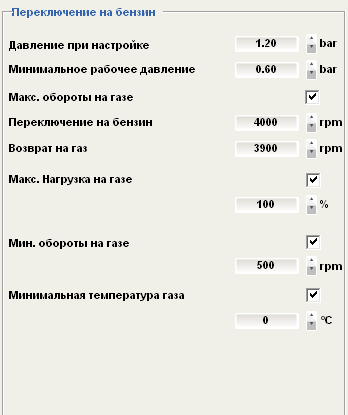 Переключение на бензин
Давление при настройке 1.20 bar
Минимальное рабочее давление 0.60 bar
Макс. обороты на газе
Переключение на бензин 4000 rpm
Возврат на газ 3900 rpm
Макс. Нагрузка на газе
100 %
Мин. обороты на газе
500 rpm
Минимальная температура газа
0 °C